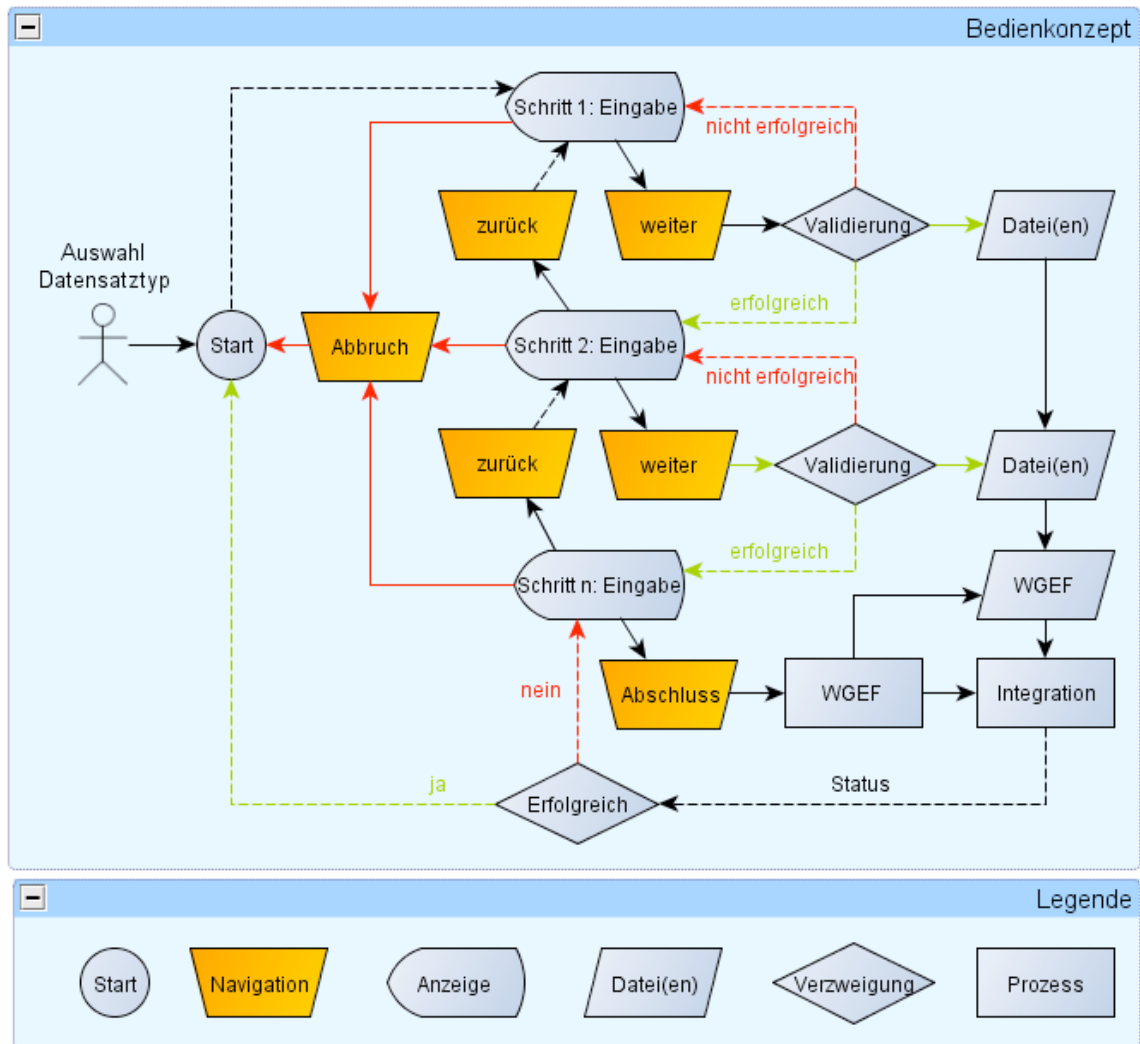 Bedienkonzept
Schritt 1: Eingabe
nicht erfolgreich
zurück
weiter
Validierung
Datei(en)
Auswahl
Datensatztyp
erfolgreich
Start
Abbruch
Schritt 2: Eingabe
nicht erfolgreich
zurück
weiter
Validierung
Datei(en)
erfolgreich
Schritt n: Eingabe
WGEF
nein
Abschluss
WGEF
Integration
ja
Status
Erfolgreich
Legende
Start
Navigation
Anzeige
Datei(en)
Verzweigung
Prozess